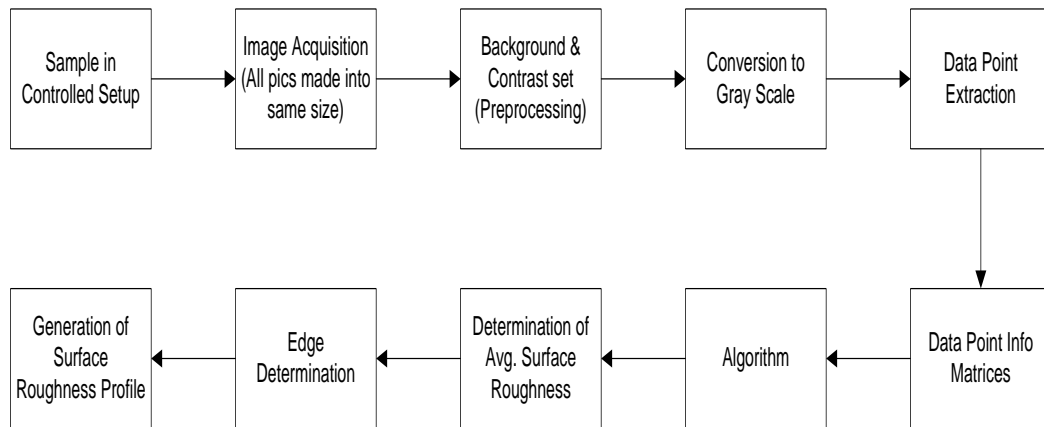 Sample in
Controlled Setup
Image Acquisition
(All pics made into
same size)
Background &
Contrast set
(Preprocessing)
Conversion to
Gray Scale
Data Point
Extraction
Data Point Info
Matrices
Algorithm
Determination of
Avg. Surface
Roughness
Edge
Determination
Generation of
Surface
Roughness Profile